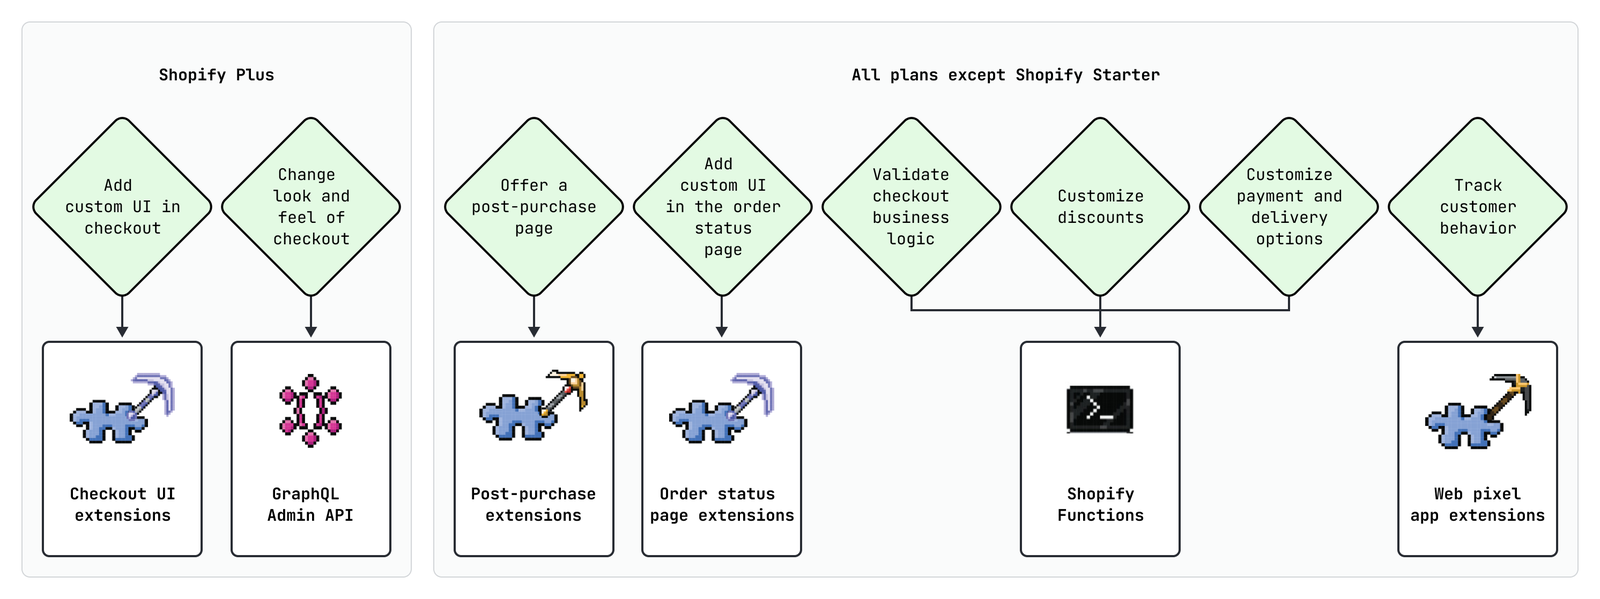 Shopify Plus
All plans except Shopify Starter
Add
custom UI in
checkout
Change
look and
feel of
checkout
Offer a
post-purchase
page
Add
custom UI
in the order
status
page
Validate
checkout
business
logic
Customize
discounts
Customize
payment and
delivery
options
Track
customer
behavior
Checkout UI
extensions
GraphQL
Admin API
Post-purchase
extensions
Order status
page extensions
>_
Shopify
Functions
Web pixel
app extensions